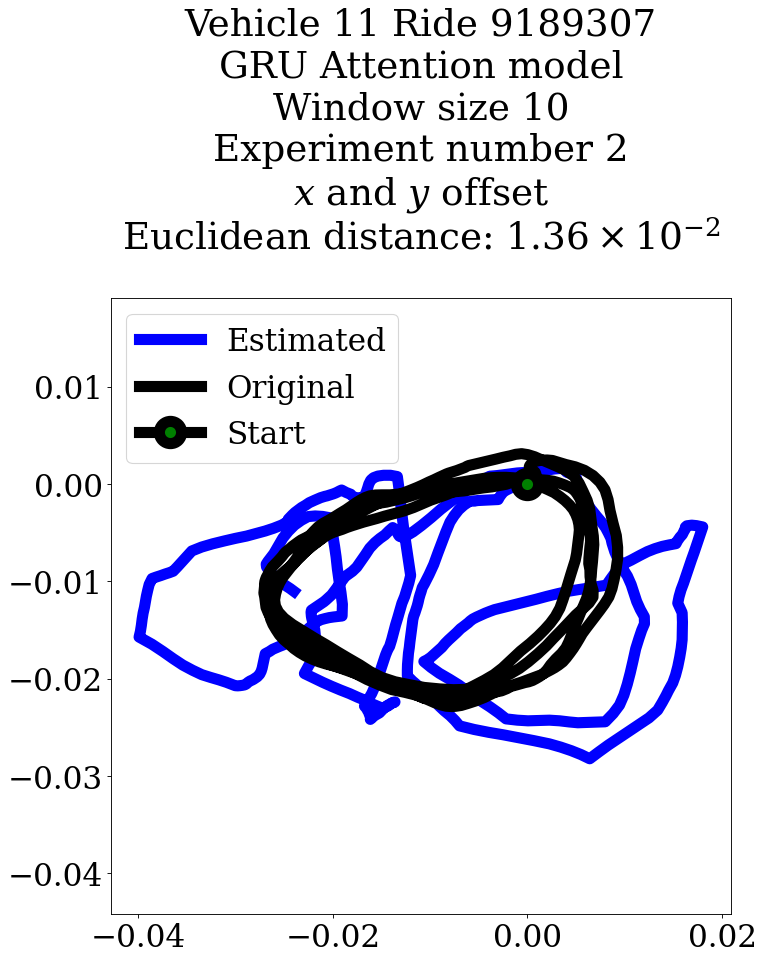 Vehicle 11 Ride 9189307
GRU Attention model
Window size 10
Experiment number 2
x and y offset
Euclidean distance: 1.36 × 10⁻²
Estimated
Original
Start
0.01
0.00
−0.01
−0.02
−0.03
−0.04
−0.04 −0.02 0.00 0.02